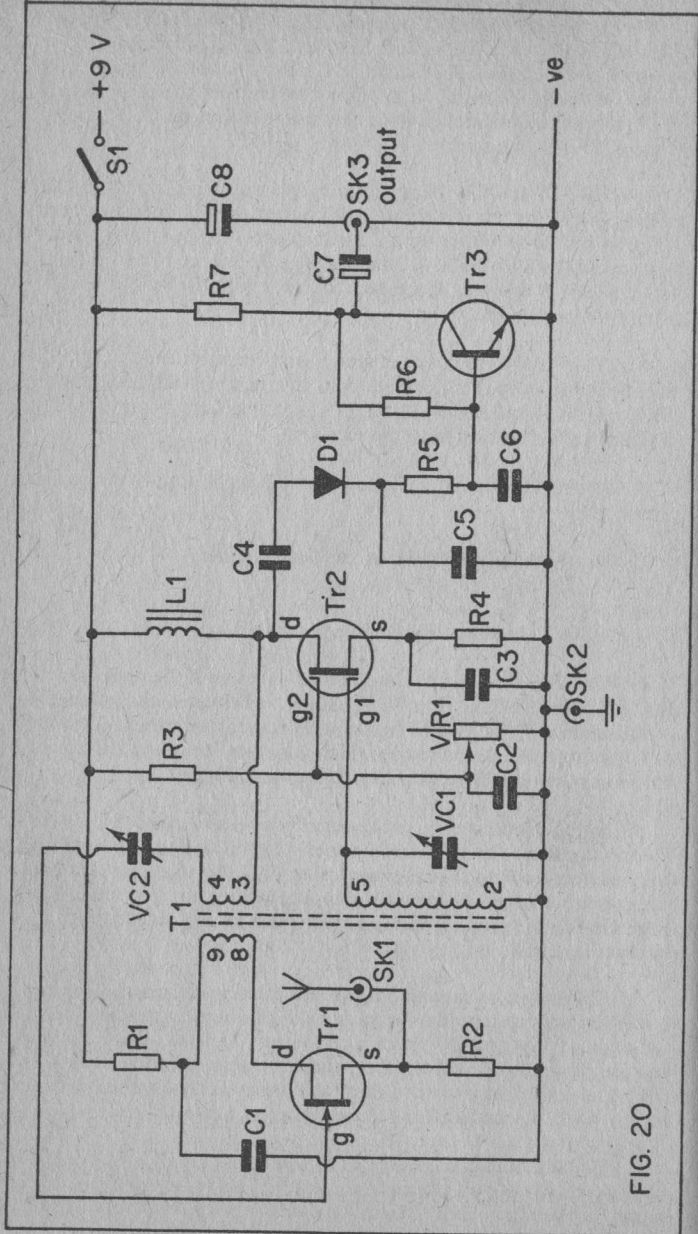 +9 V
S1
R3
L1
R7
C8
VC2
R1
T1
4
9
3
8
C4
D1
C7
SK3
output
C1
Tr1
d
g
s
SK1
5
2
g2
g1
d
Tr2
s
R6
R5
Tr3
R2
VC1
VR1
C2
C3
R4
C5
C6
SK2
-ve
FIG. 20